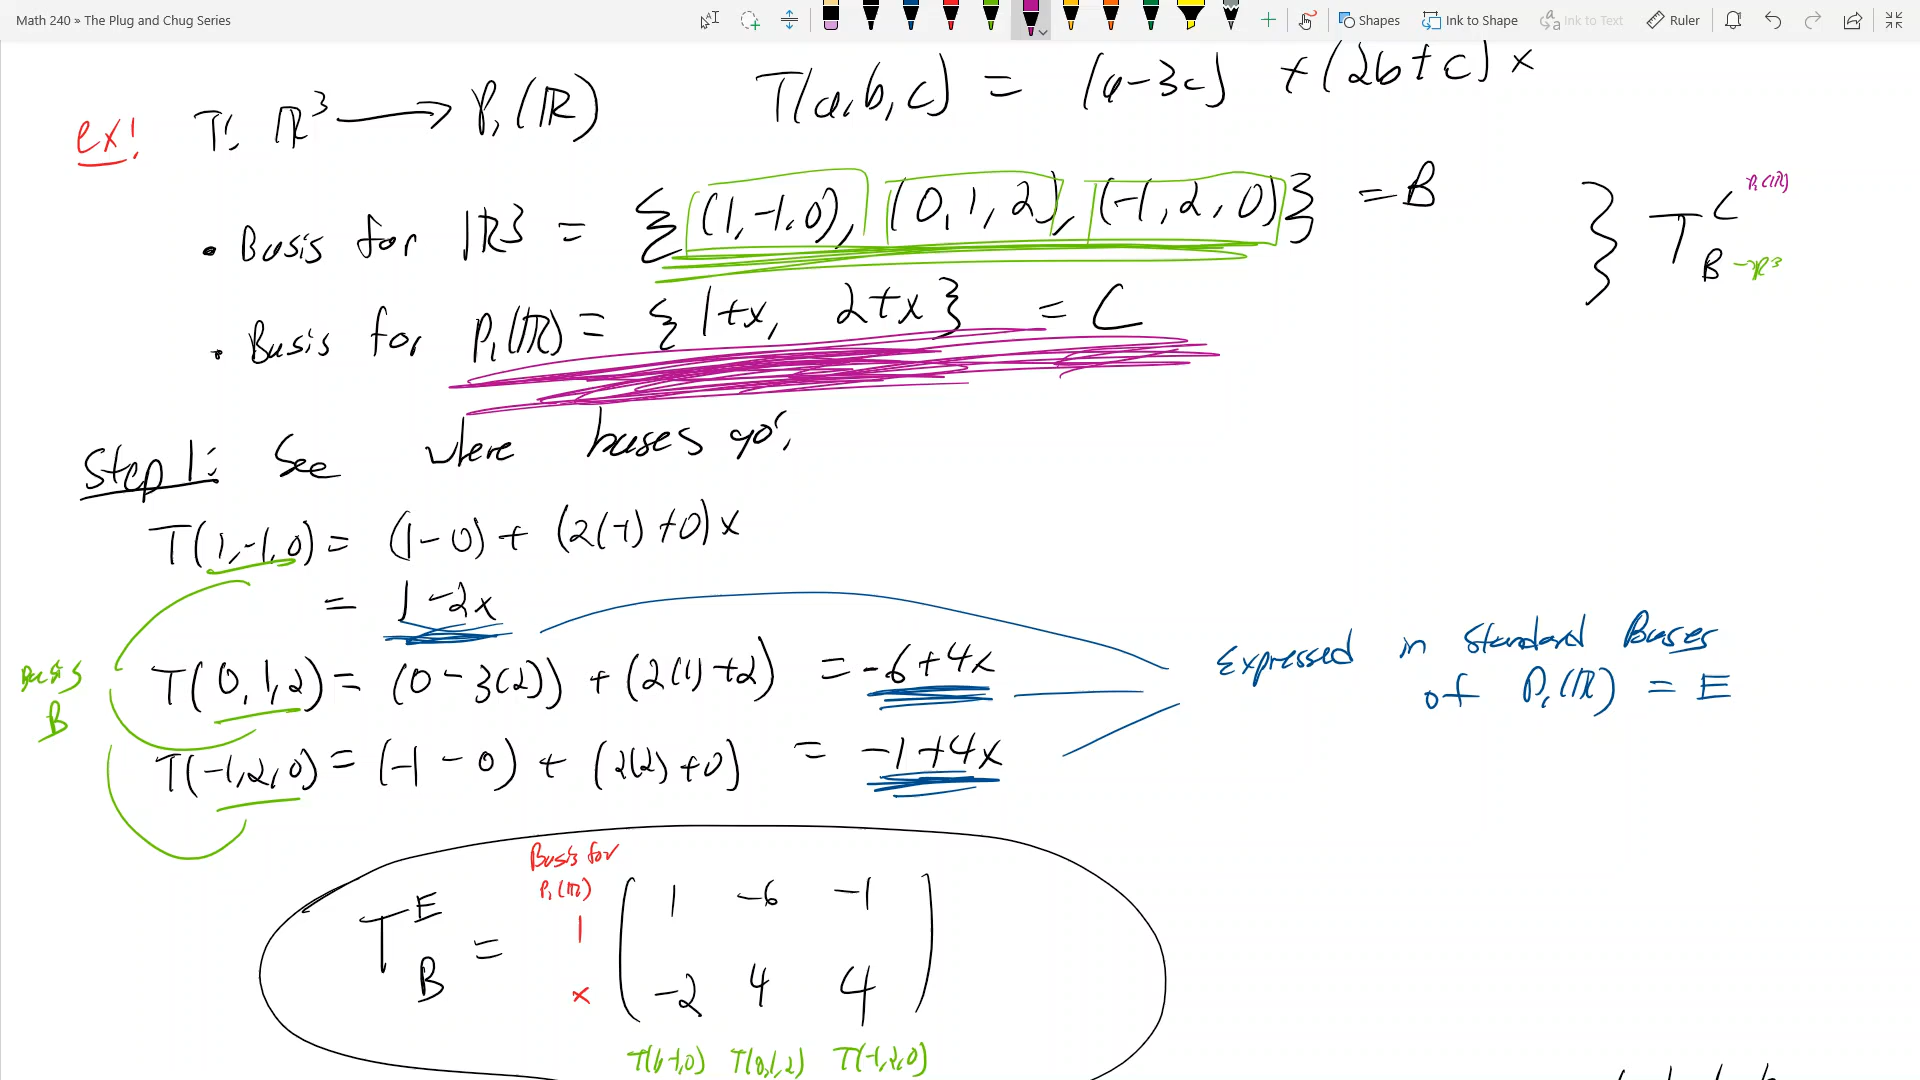 Math 240 » The Plug and Chug Series
Shapes Ink to Shape Ink to Text Ruler
ex! T: ℝ³ → P₁(ℝ) T(a,b,c) = (a-3c) + (2b+c) x
• Basis for ℝ³ = {(1,-1,0), (0,1,2), (-1,2,0)} = B
} T_B^C P₁(ℝ) → ℝ³
• Basis for P₁(ℝ) = {1+x, 2+x} = C
Step 1: See where bases go:
T(1,-1,0) = (1-0) + (2(-1)+0)x
= 1-2x
T(0,1,2) = (0-3(2)) + (2(1)+2) = -6+4x
T(-1,2,0) = (-1-0) + (2(2)+0) = -1+4x
Basis
B
Expressed in Standard Bases
of P₁(ℝ) = E
Basis for
P₁(ℝ)
T_B^E =
1 ( 1 -6 -1 )
x ( -2 4 4 )
T(1,-1,0) T(0,1,2) T(-1,2,0)